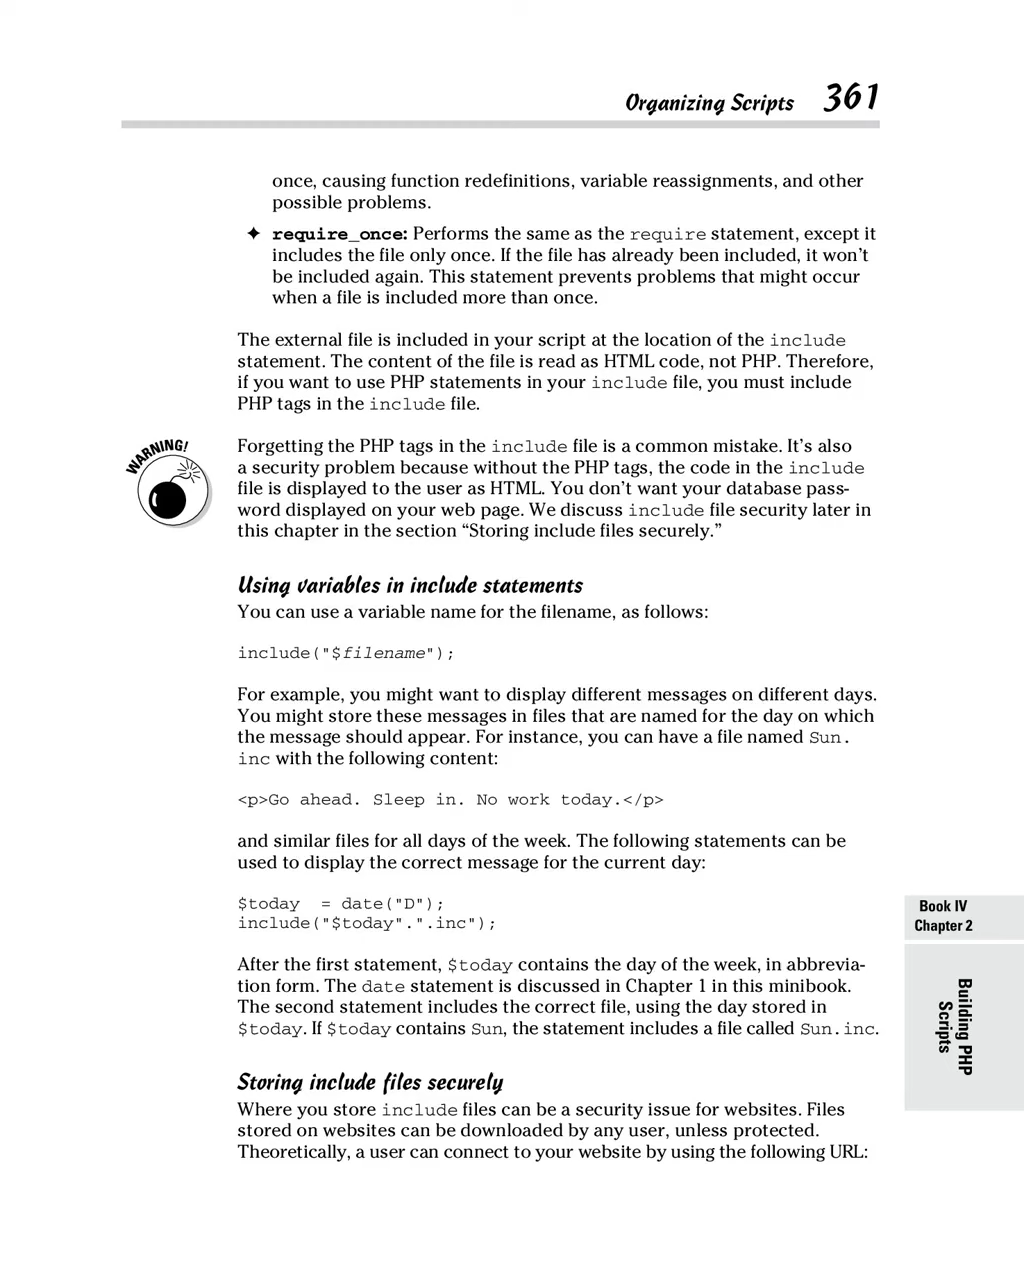 Organizing Scripts 361
once, causing function redefinitions, variable reassignments, and other
possible problems.
✦ require_once: Performs the same as the require statement, except it
includes the file only once. If the file has already been included, it won’t
be included again. This statement prevents problems that might occur
when a file is included more than once.
The external file is included in your script at the location of the include
statement. The content of the file is read as HTML code, not PHP. Therefore,
if you want to use PHP statements in your include file, you must include
PHP tags in the include file.
WARNING!
Forgetting the PHP tags in the include file is a common mistake. It’s also
a security problem because without the PHP tags, the code in the include
file is displayed to the user as HTML. You don’t want your database pass-
word displayed on your web page. We discuss include file security later in
this chapter in the section “Storing include files securely.”
Using variables in include statements
You can use a variable name for the filename, as follows:
include("$filename");
For example, you might want to display different messages on different days.
You might store these messages in files that are named for the day on which
the message should appear. For instance, you can have a file named Sun.
inc with the following content:
<p>Go ahead. Sleep in. No work today.</p>
and similar files for all days of the week. The following statements can be
used to display the correct message for the current day:
$today  = date("D");
include("$today".".inc");
After the first statement, $today contains the day of the week, in abbrevia-
tion form. The date statement is discussed in Chapter 1 in this minibook.
The second statement includes the correct file, using the day stored in
$today. If $today contains Sun, the statement includes a file called Sun.inc.
Storing include files securely
Where you store include files can be a security issue for websites. Files
stored on websites can be downloaded by any user, unless protected.
Theoretically, a user can connect to your website by using the following URL:
Book IV
Chapter 2
Building PHP
Scripts